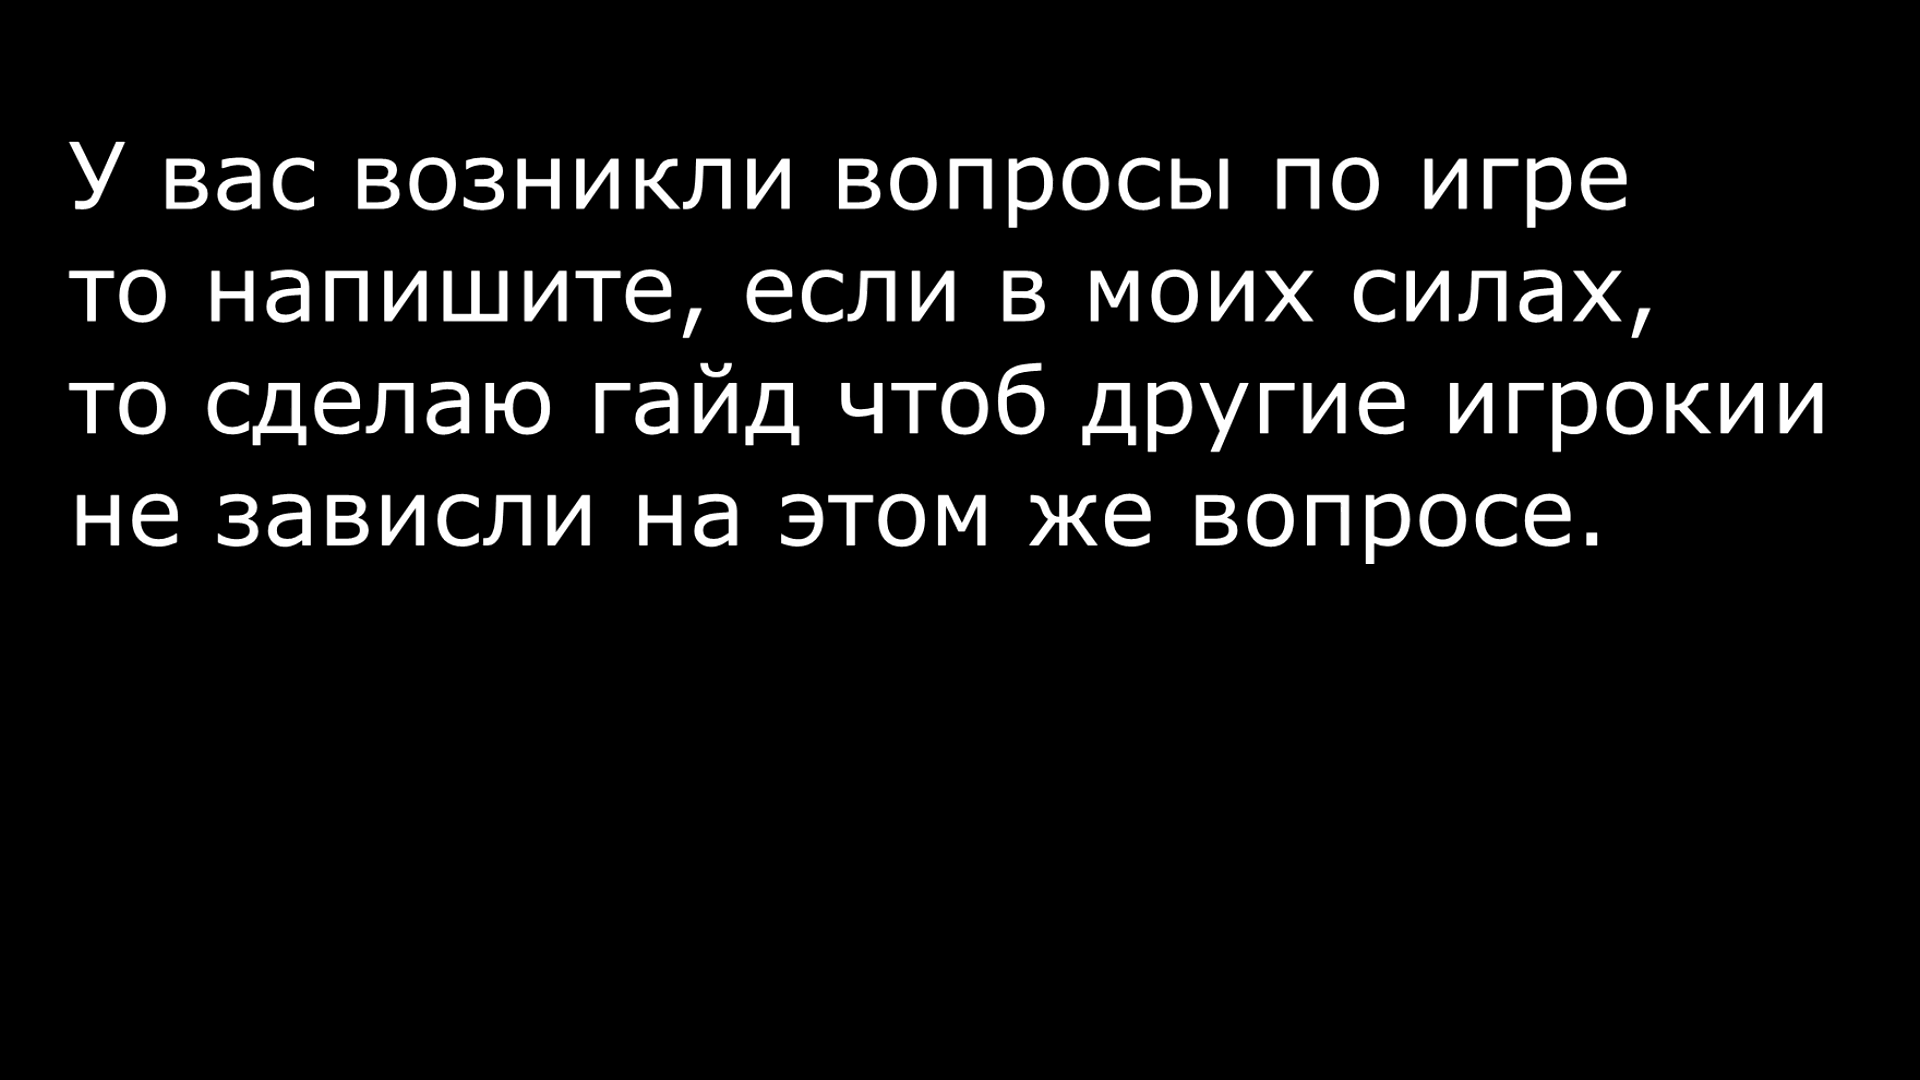 У вас возникли вопросы по игре
то напишите, если в моих силах,
то сделаю гайд чтоб другие игрокии
не зависли на этом же вопросе.